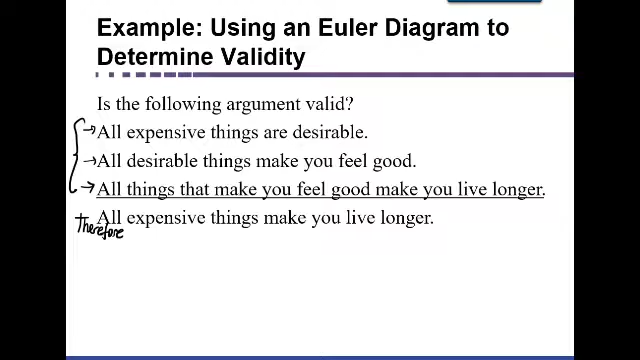 Example: Using an Euler Diagram to
Determine Validity
Is the following argument valid?
All expensive things are desirable.
All desirable things make you feel good.
All things that make you feel good make you live longer.
All expensive things make you live longer.
Therefore